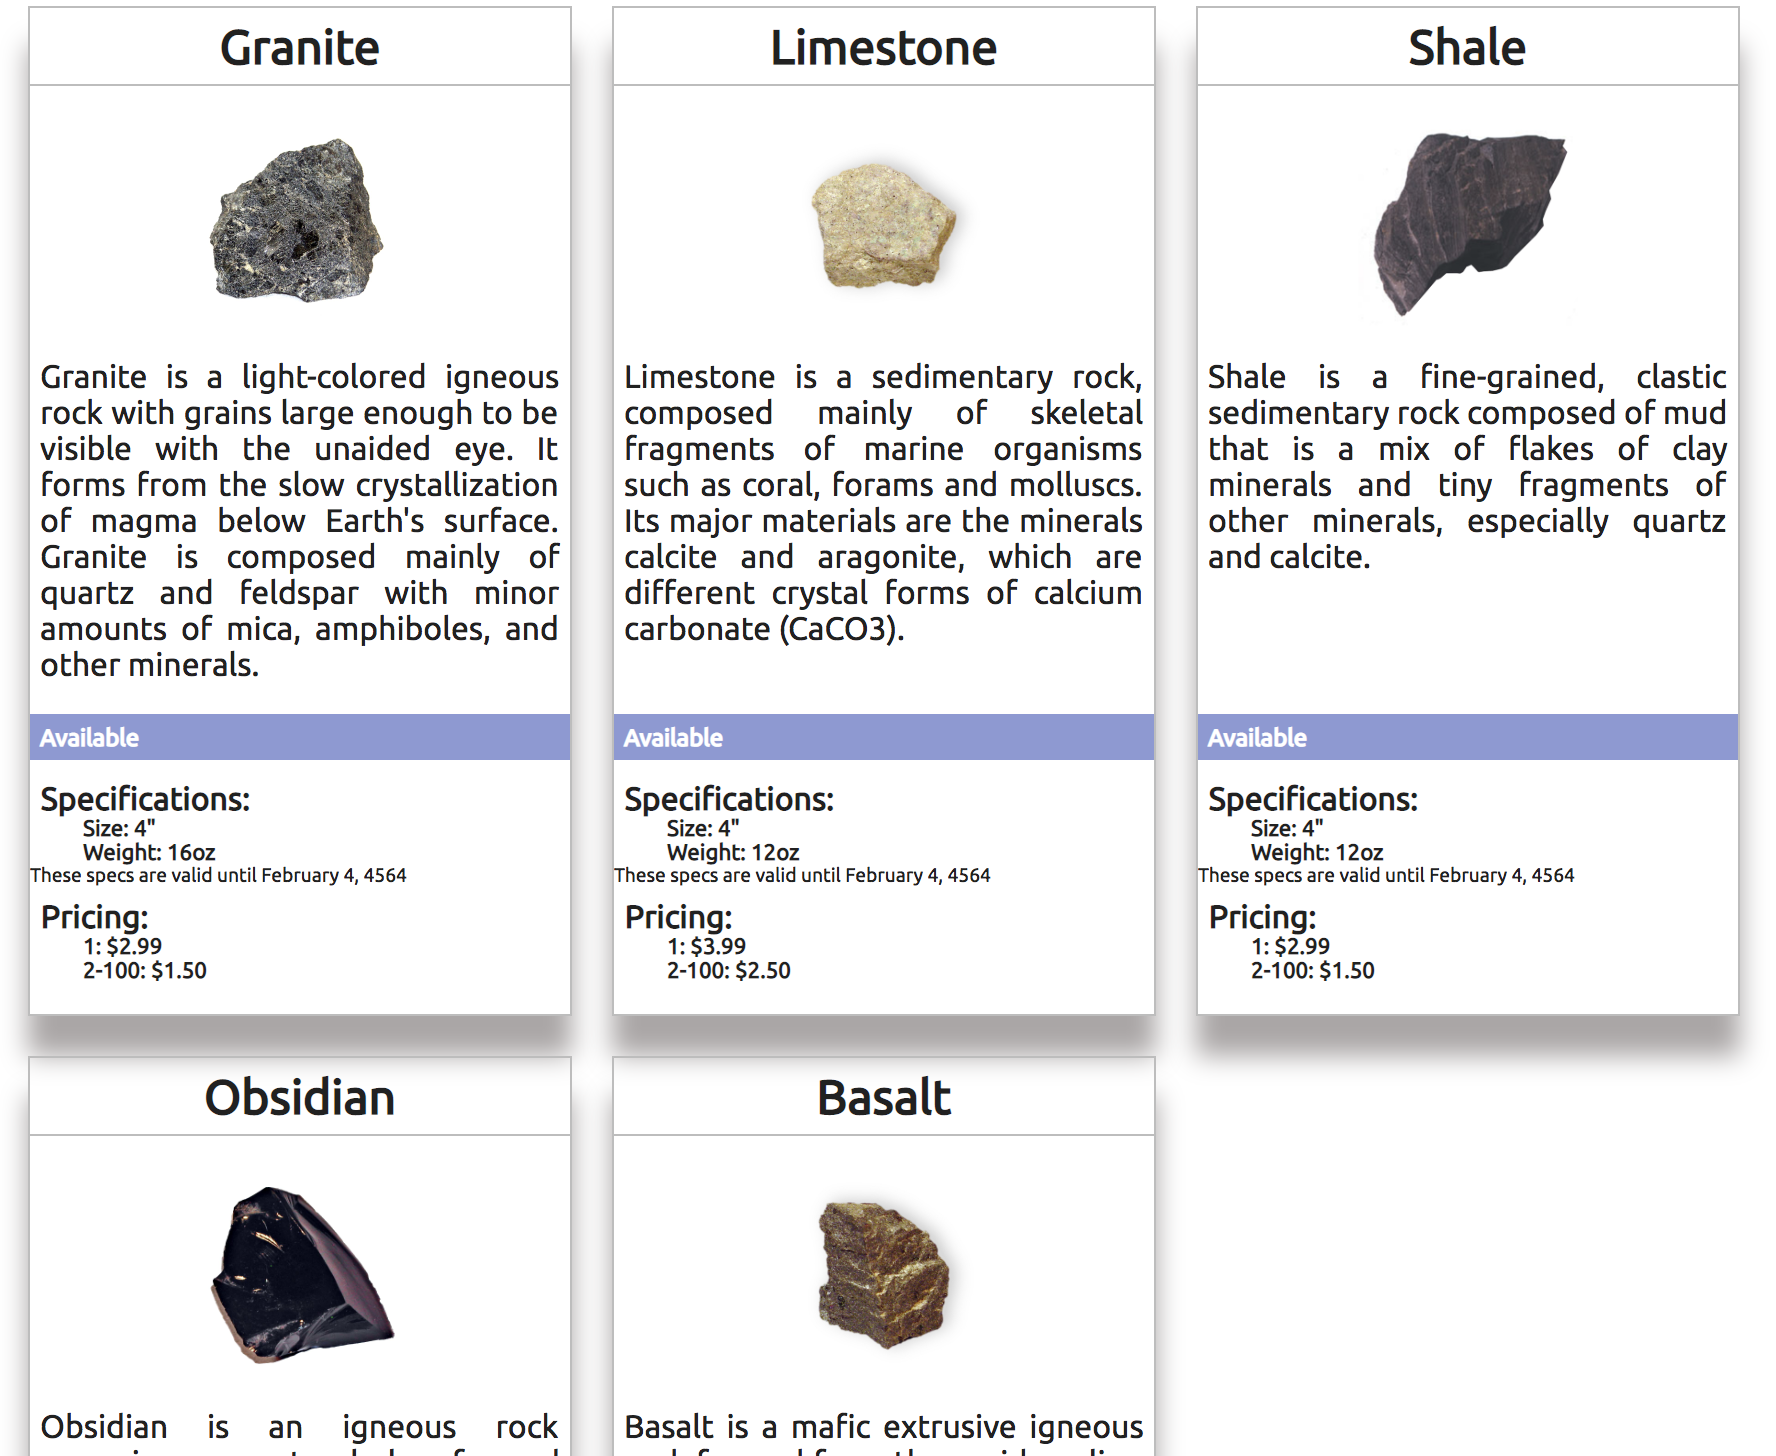 Granite
Granite is a light-colored igneous
rock with grains large enough to be
visible with the unaided eye. It
forms from the slow crystallization
of magma below Earth's surface.
Granite is composed mainly of
quartz and feldspar with minor
amounts of mica, amphiboles, and
other minerals.
Available
Specifications:
Size: 4"
Weight: 16oz
These specs are valid until February 4, 4564
Pricing:
1: $2.99
2-100: $1.50
Limestone
Limestone is a sedimentary rock,
composed mainly of skeletal
fragments of marine organisms
such as coral, forams and molluscs.
Its major materials are the minerals
calcite and aragonite, which are
different crystal forms of calcium
carbonate (CaCO3).
Available
Specifications:
Size: 4"
Weight: 12oz
These specs are valid until February 4, 4564
Pricing:
1: $3.99
2-100: $2.50
Shale
Shale is a fine-grained, clastic
sedimentary rock composed of mud
that is a mix of flakes of clay
minerals and tiny fragments of
other minerals, especially quartz
and calcite.
Available
Specifications:
Size: 4"
Weight: 12oz
These specs are valid until February 4, 4564
Pricing:
1: $2.99
2-100: $1.50
Obsidian
Obsidian is an igneous rock
Basalt
Basalt is a mafic extrusive igneous